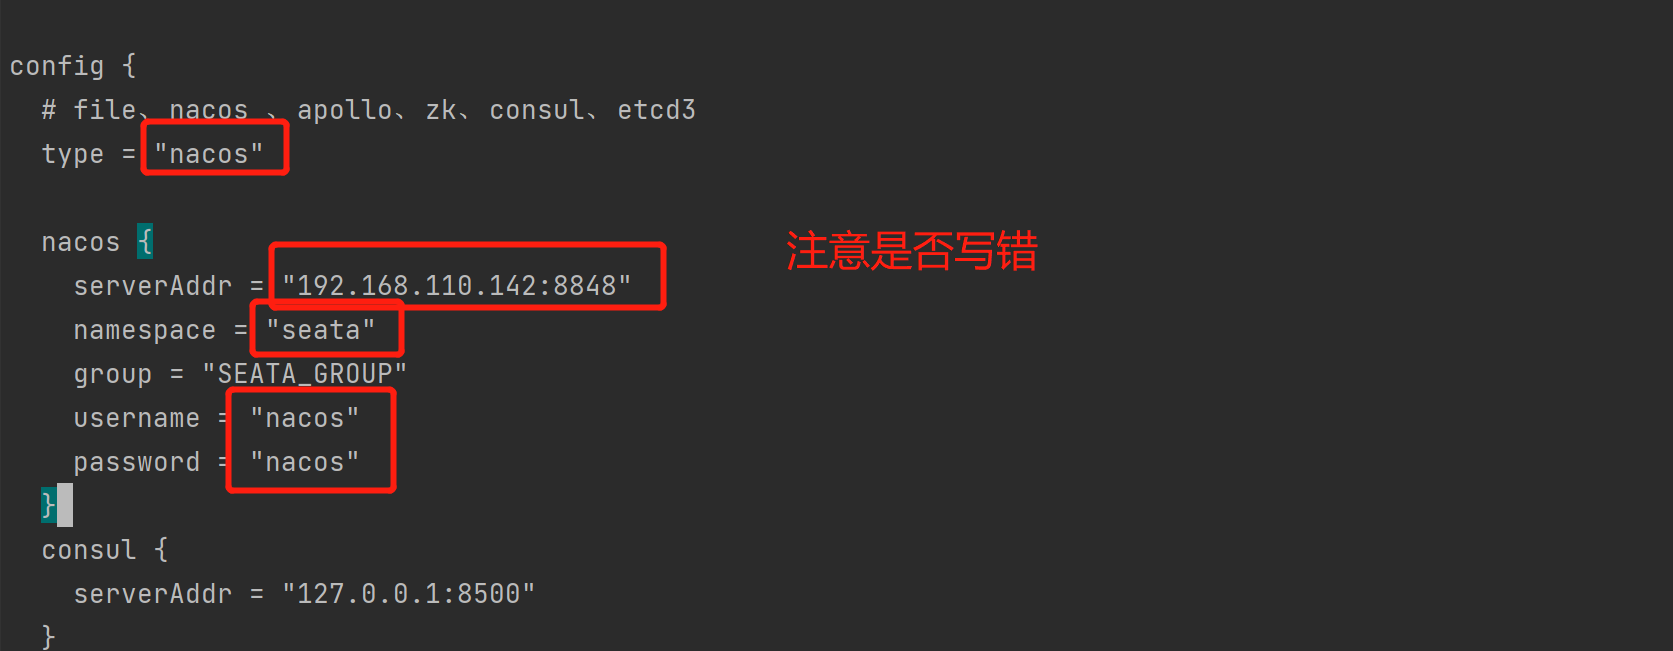 config {
  # file、nacos 、apollo、zk、consul、etcd3
  type = "nacos"
  nacos {
    serverAddr = "192.168.110.142:8848"
注意是否写错
    namespace = "seata"
    group = "SEATA_GROUP"
    username = "nacos"
    password = "nacos"
  }
  consul {
    serverAddr = "127.0.0.1:8500"
  }